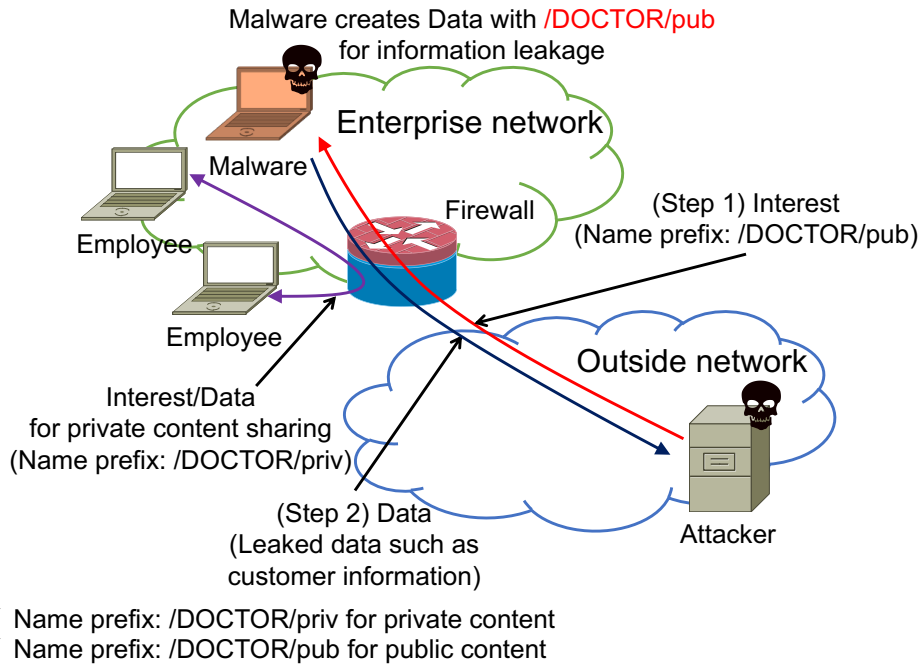 Malware creates Data with /DOCTOR/pub
for information leakage
Enterprise network
Malware
Firewall
(Step 1) Interest
(Name prefix: /DOCTOR/pub)
Employee
Employee
Outside network
Interest/Data
for private content sharing
(Name prefix: /DOCTOR/priv)
(Step 2) Data
(Leaked data such as
customer information)
Attacker
Name prefix: /DOCTOR/priv for private content
Name prefix: /DOCTOR/pub for public content